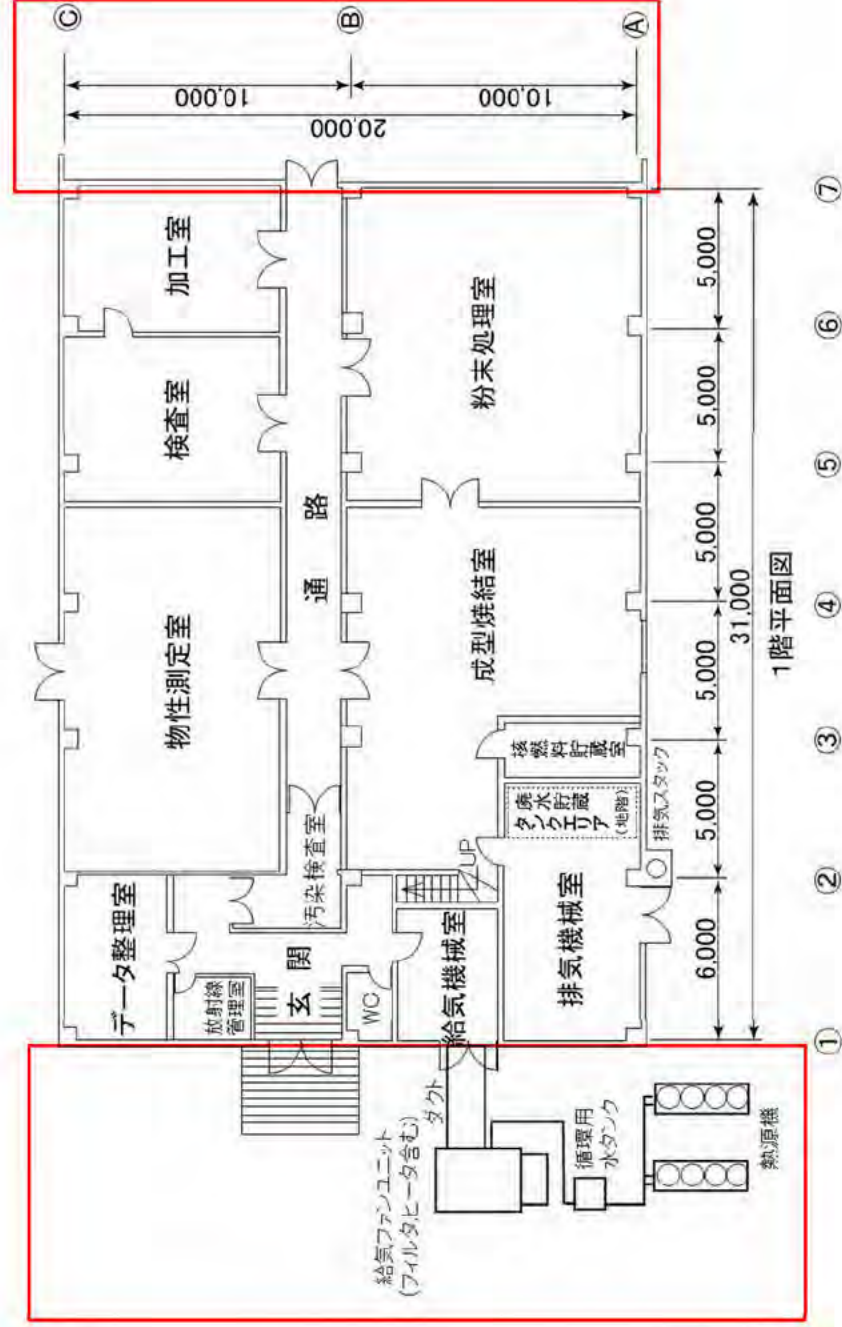 データ整理室
物性測定室
検査室
加工室
放射線
管理室
玄関
汚染検査室
通路
WC
給気機械室
UP
成型焼結室
粉末処理室
排気機械室
廃水貯蔵
タンクエリア
(地階)
核燃
料貯
蔵室
排気スタック
給気ファンユニット
(フィルタ,ヒータ含む)
ダクト
循環用
水タンク
熱源機
10,000
10,000
20,000
Ⓒ
Ⓑ
Ⓐ
6,000
5,000
5,000
5,000
5,000
5,000
31,000
1階平面図
①
②
③
④
⑤
⑥
⑦